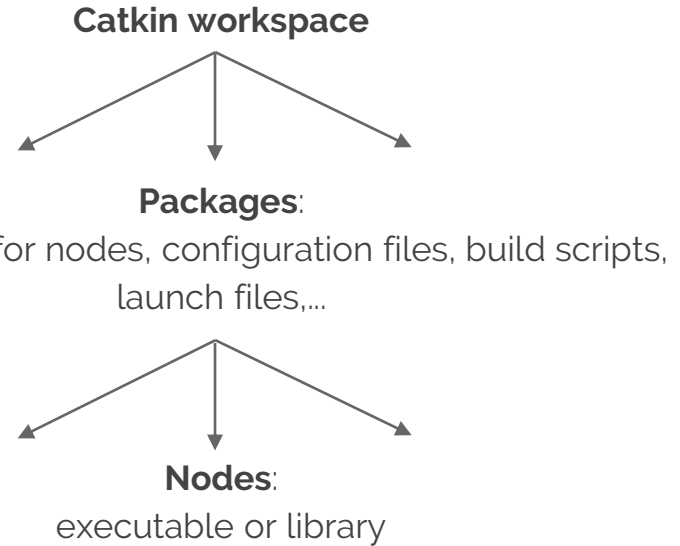 Catkin workspace
Packages:
for nodes, configuration files, build scripts,
launch files,...
Nodes:
executable or library